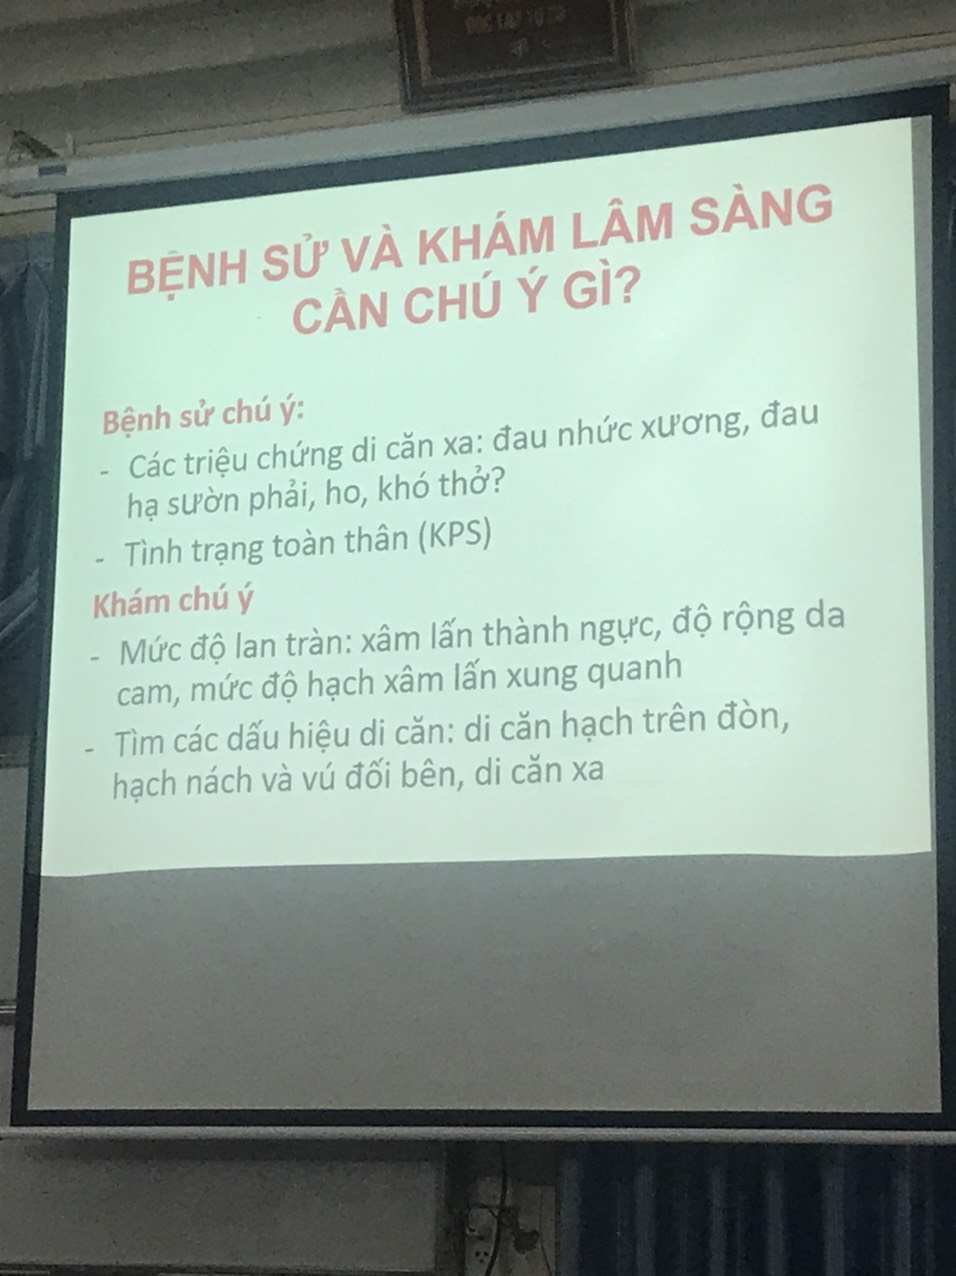 BỆNH SỬ VÀ KHÁM LÂM SÀNG
CẦN CHÚ Ý GÌ?
Bệnh sử chú ý:
- Các triệu chứng di căn xa: đau nhức xương, đau
hạ sườn phải, ho, khó thở?
- Tình trạng toàn thân (KPS)
Khám chú ý
- Mức độ lan tràn: xâm lấn thành ngực, độ rộng da
cam, mức độ hạch xâm lấn xung quanh
- Tìm các dấu hiệu di căn: di căn hạch trên đòn,
hạch nách và vú đối bên, di căn xa